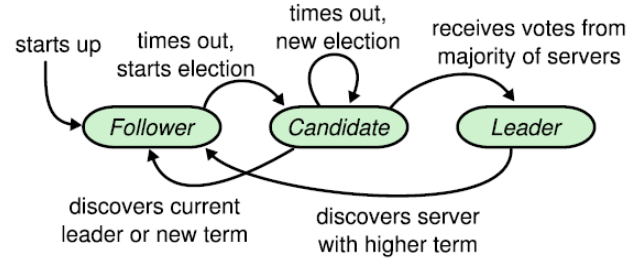 starts up
times out,
starts election
times out,
new election
receives votes from
majority of servers
Follower
Candidate
Leader
discovers current
leader or new term
discovers server
with higher term